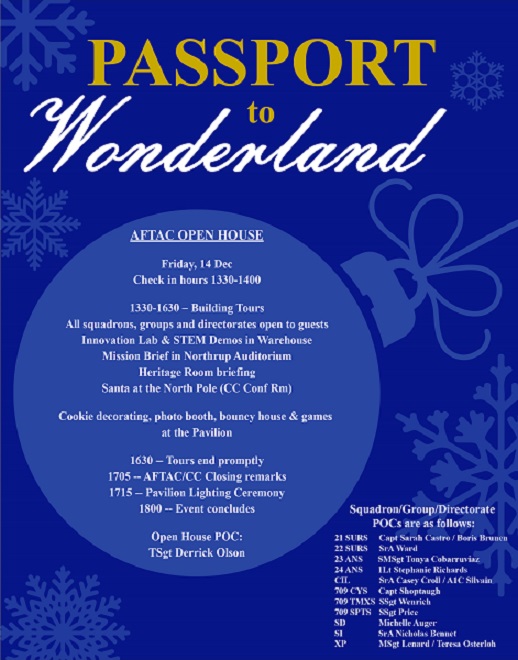 PASSPORT
to
Wonderland
AFTAC OPEN HOUSE
Friday, 14 Dec
Check in hours 1330-1400
1330-1630 – Building Tours
All squadrons, groups and directorates open to guests
Innovation Lab & STEM Demos in Warehouse
Mission Brief in Northrup Auditorium
Heritage Room briefing
Santa at the North Pole (CC Conf Rm)
Cookie decorating, photo booth, bouncy house & games
at the Pavilion
1630 – Tours end promptly
1705 -- AFTAC/CC Closing remarks
1715 – Pavilion Lighting Ceremony
1800 -- Event concludes
Open House POC:
TSgt Derrick Olson
Squadron/Group/Directorate
POCs are as follows:
21 SURS Capt Sarah Castro / Boris Brunen
22 SURS SrA Ward
23 ANS SMSgt Tonya Cobarruviaz
24 ANS 1Lt Stephanie Richards
CIL SrA Casey Croll / A1C Silvain
709 CYS Capt Shoptaugh
709 TMXS SSgt Wenrich
709 SPTS SSgt Price
SD Michelle Auger
SI SrA Nicholas Bennet
XP MSgt Lenard / Teresa Osterloh